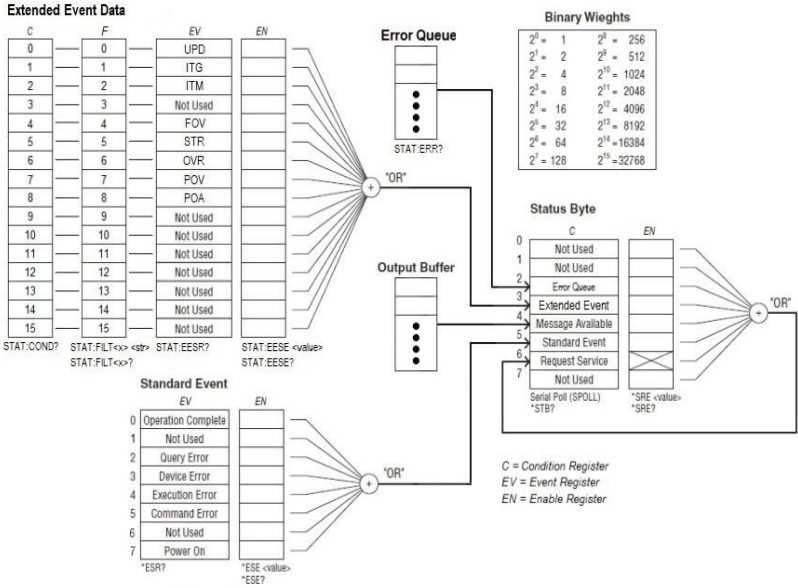 Extended Event Data
C F EV EN
0 0 UPD
1 1 ITG
2 2 ITM
3 3 Not Used
4 4 FOV
5 5 STR
6 6 OVR
7 7 POV
8 8 POA
9 9 Not Used
10 10 Not Used
11 11 Not Used
12 12 Not Used
13 13 Not Used
14 14 Not Used
15 15 Not Used
STAT:COND? STAT:FILT<x> <str> STAT:EESR? STAT:EESE <value>
STAT:FILT<x>? STAT:EESE?
+ "OR"
Error Queue
STAT:ERR?
Binary Wieghts
2⁰ = 1 2⁸ = 256
2¹ = 2 2⁹ = 512
2² = 4 2¹⁰ = 1024
2³ = 8 2¹¹ = 2048
2⁴ = 16 2¹² = 4096
2⁵ = 32 2¹³ = 8192
2⁶ = 64 2¹⁴ =16384
2⁷ = 128 2¹⁵ =32768
Output Buffer
Status Byte
C EN
0 Not Used
1 Not Used
2 Error Queue
3 Extended Event
4 Message Available
5 Standard Event
6 Request Service
7 Not Used
Serial Poll (SPOLL) *SRE <value>
*STB? *SRE?
+ "OR"
Standard Event
EV EN
0 Operation Complete
1 Not Used
2 Query Error
3 Device Error
4 Execution Error
5 Command Error
6 Not Used
7 Power On
*ESR? *ESE <value>
*ESE?
+ "OR"
C = Condition Register
EV = Event Register
EN = Enable Register